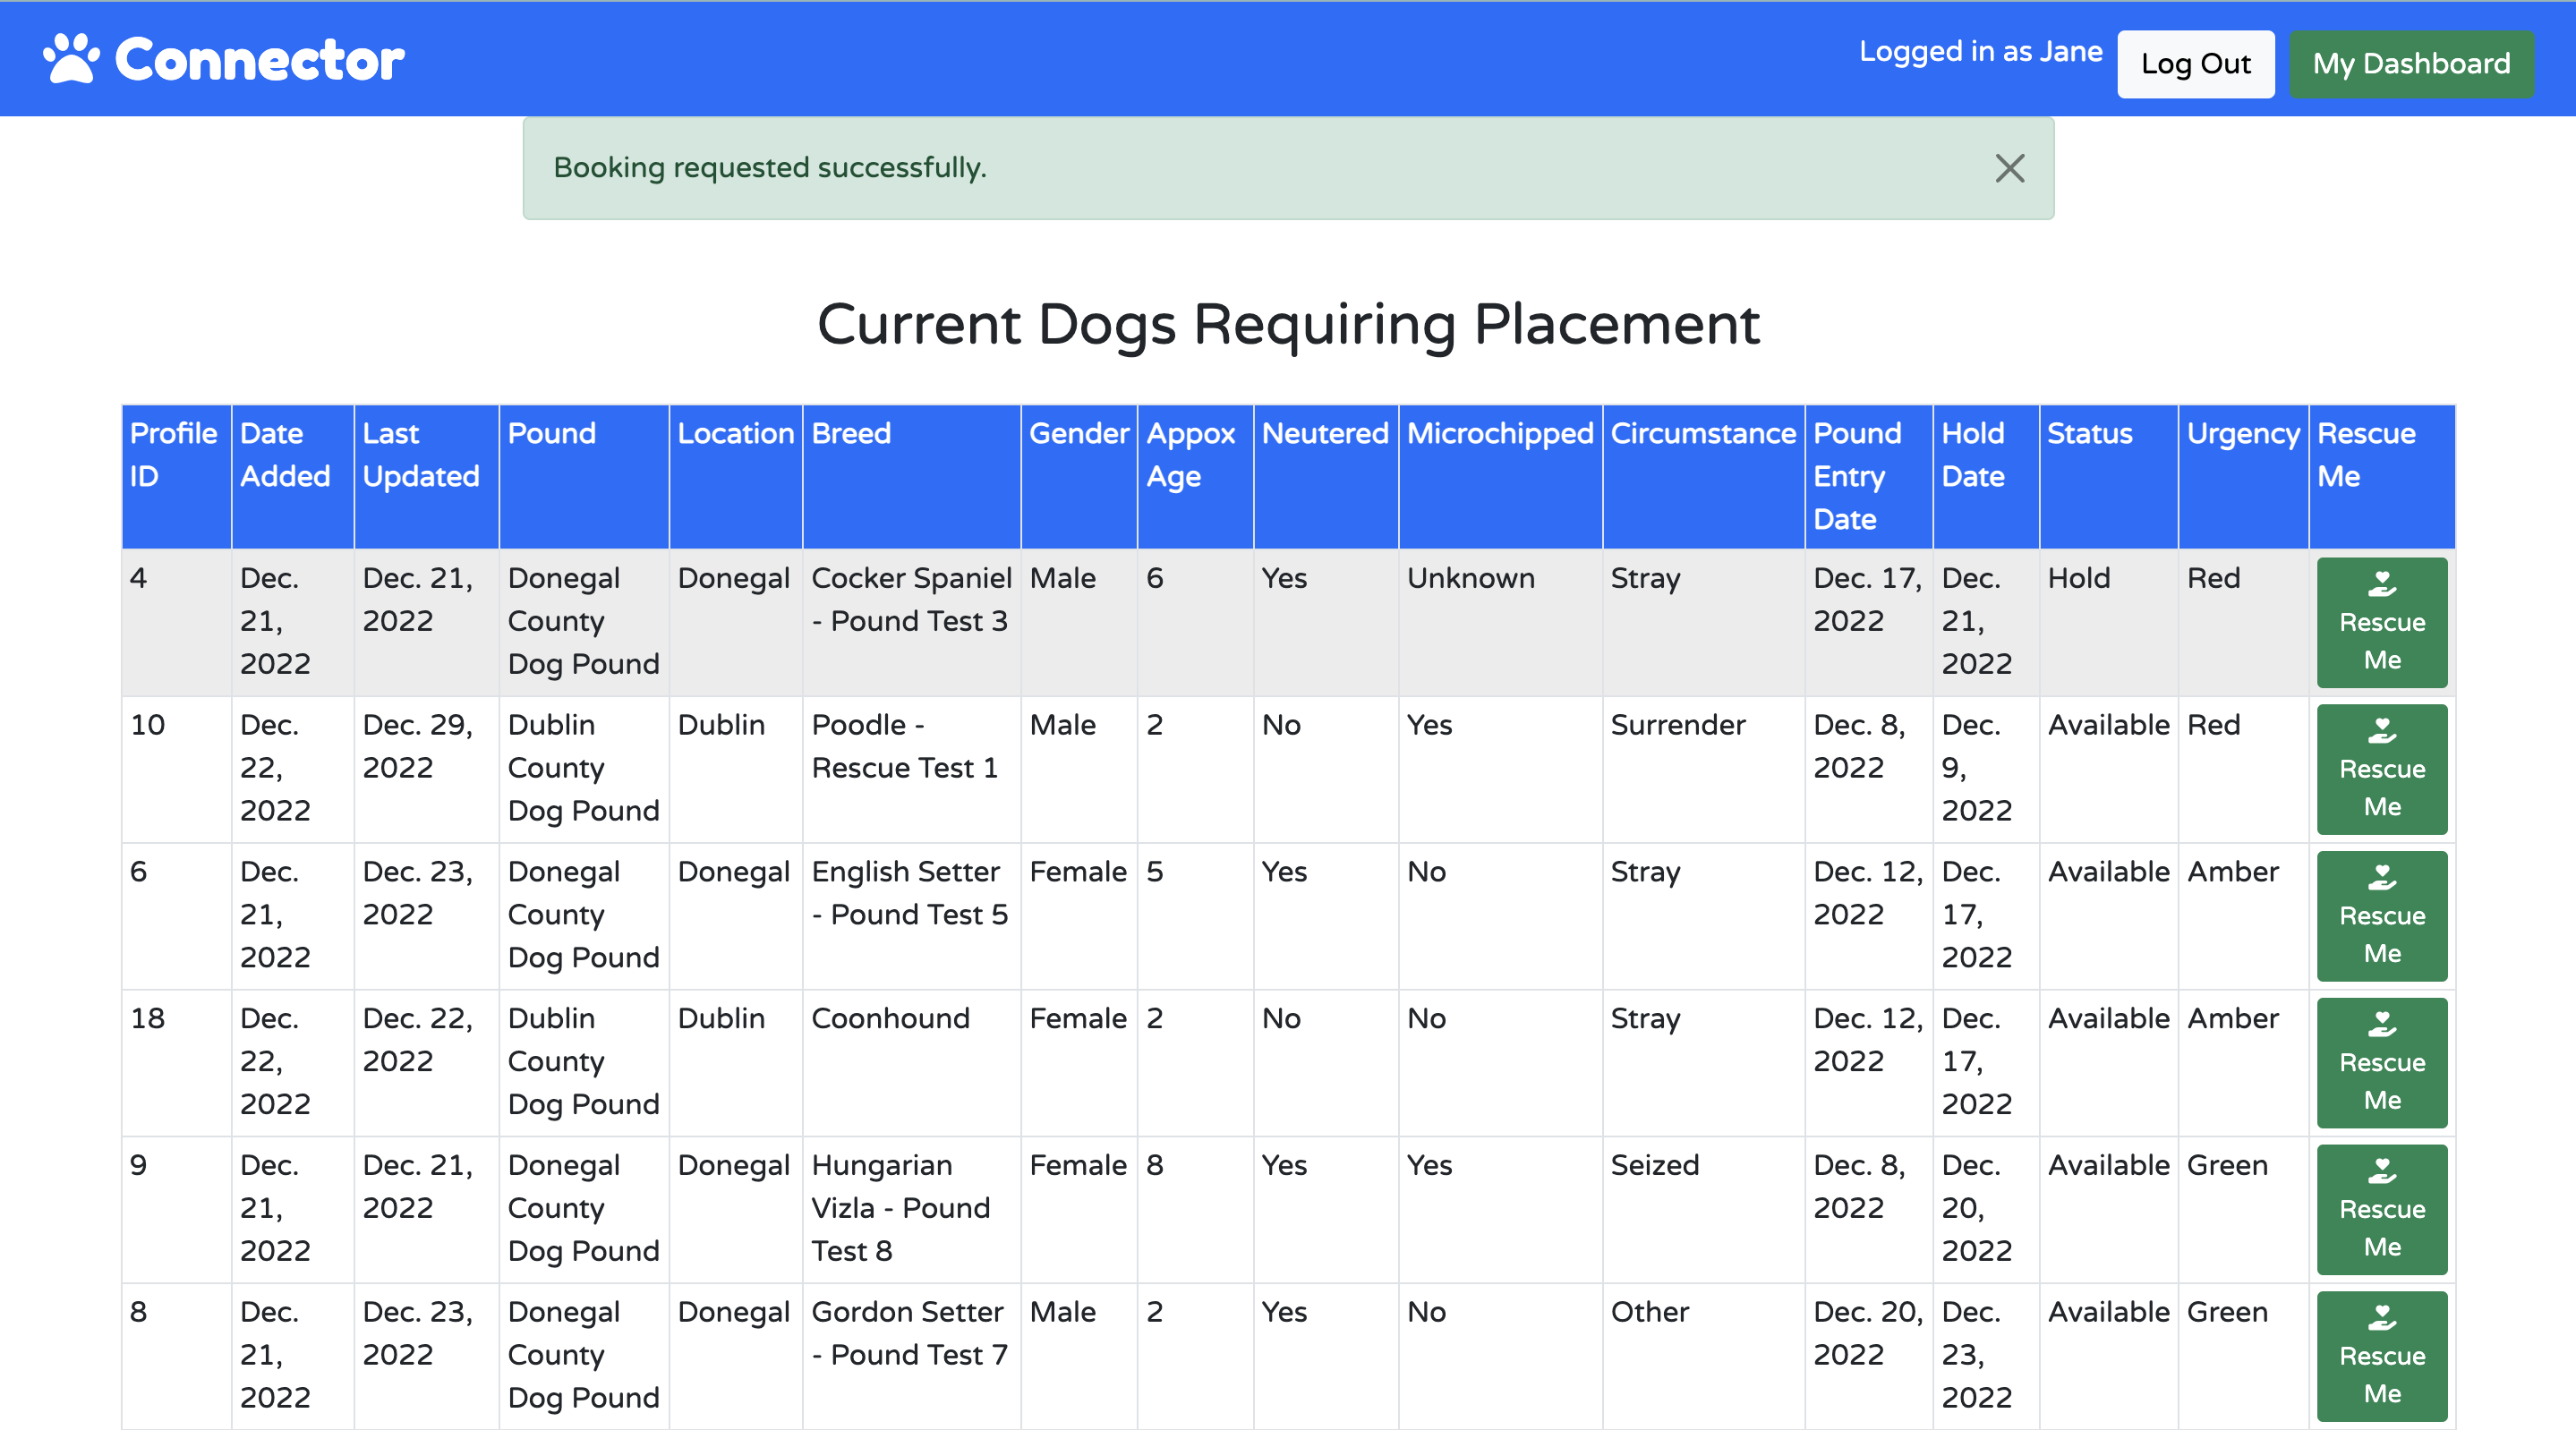 Connector
Logged in as Jane
Log Out
My Dashboard
Booking requested successfully.
Current Dogs Requiring Placement
Profile ID | Date Added | Last Updated | Pound | Location | Breed | Gender | Appox Age | Neutered | Microchipped | Circumstance | Pound Entry Date | Hold Date | Status | Urgency | Rescue Me
4 | Dec. 21, 2022 | Dec. 21, 2022 | Donegal County Dog Pound | Donegal | Cocker Spaniel - Pound Test 3 | Male | 6 | Yes | Unknown | Stray | Dec. 17, 2022 | Dec. 21, 2022 | Hold | Red | Rescue Me
10 | Dec. 22, 2022 | Dec. 29, 2022 | Dublin County Dog Pound | Dublin | Poodle - Rescue Test 1 | Male | 2 | No | Yes | Surrender | Dec. 8, 2022 | Dec. 9, 2022 | Available | Red | Rescue Me
6 | Dec. 21, 2022 | Dec. 23, 2022 | Donegal County Dog Pound | Donegal | English Setter - Pound Test 5 | Female | 5 | Yes | No | Stray | Dec. 12, 2022 | Dec. 17, 2022 | Available | Amber | Rescue Me
18 | Dec. 22, 2022 | Dec. 22, 2022 | Dublin County Dog Pound | Dublin | Coonhound | Female | 2 | No | No | Stray | Dec. 12, 2022 | Dec. 17, 2022 | Available | Amber | Rescue Me
9 | Dec. 21, 2022 | Dec. 21, 2022 | Donegal County Dog Pound | Donegal | Hungarian Vizla - Pound Test 8 | Female | 8 | Yes | Yes | Seized | Dec. 8, 2022 | Dec. 20, 2022 | Available | Green | Rescue Me
8 | Dec. 21, 2022 | Dec. 23, 2022 | Donegal County Dog Pound | Donegal | Gordon Setter - Pound Test 7 | Male | 2 | Yes | No | Other | Dec. 20, 2022 | Dec. 23, 2022 | Available | Green | Rescue Me